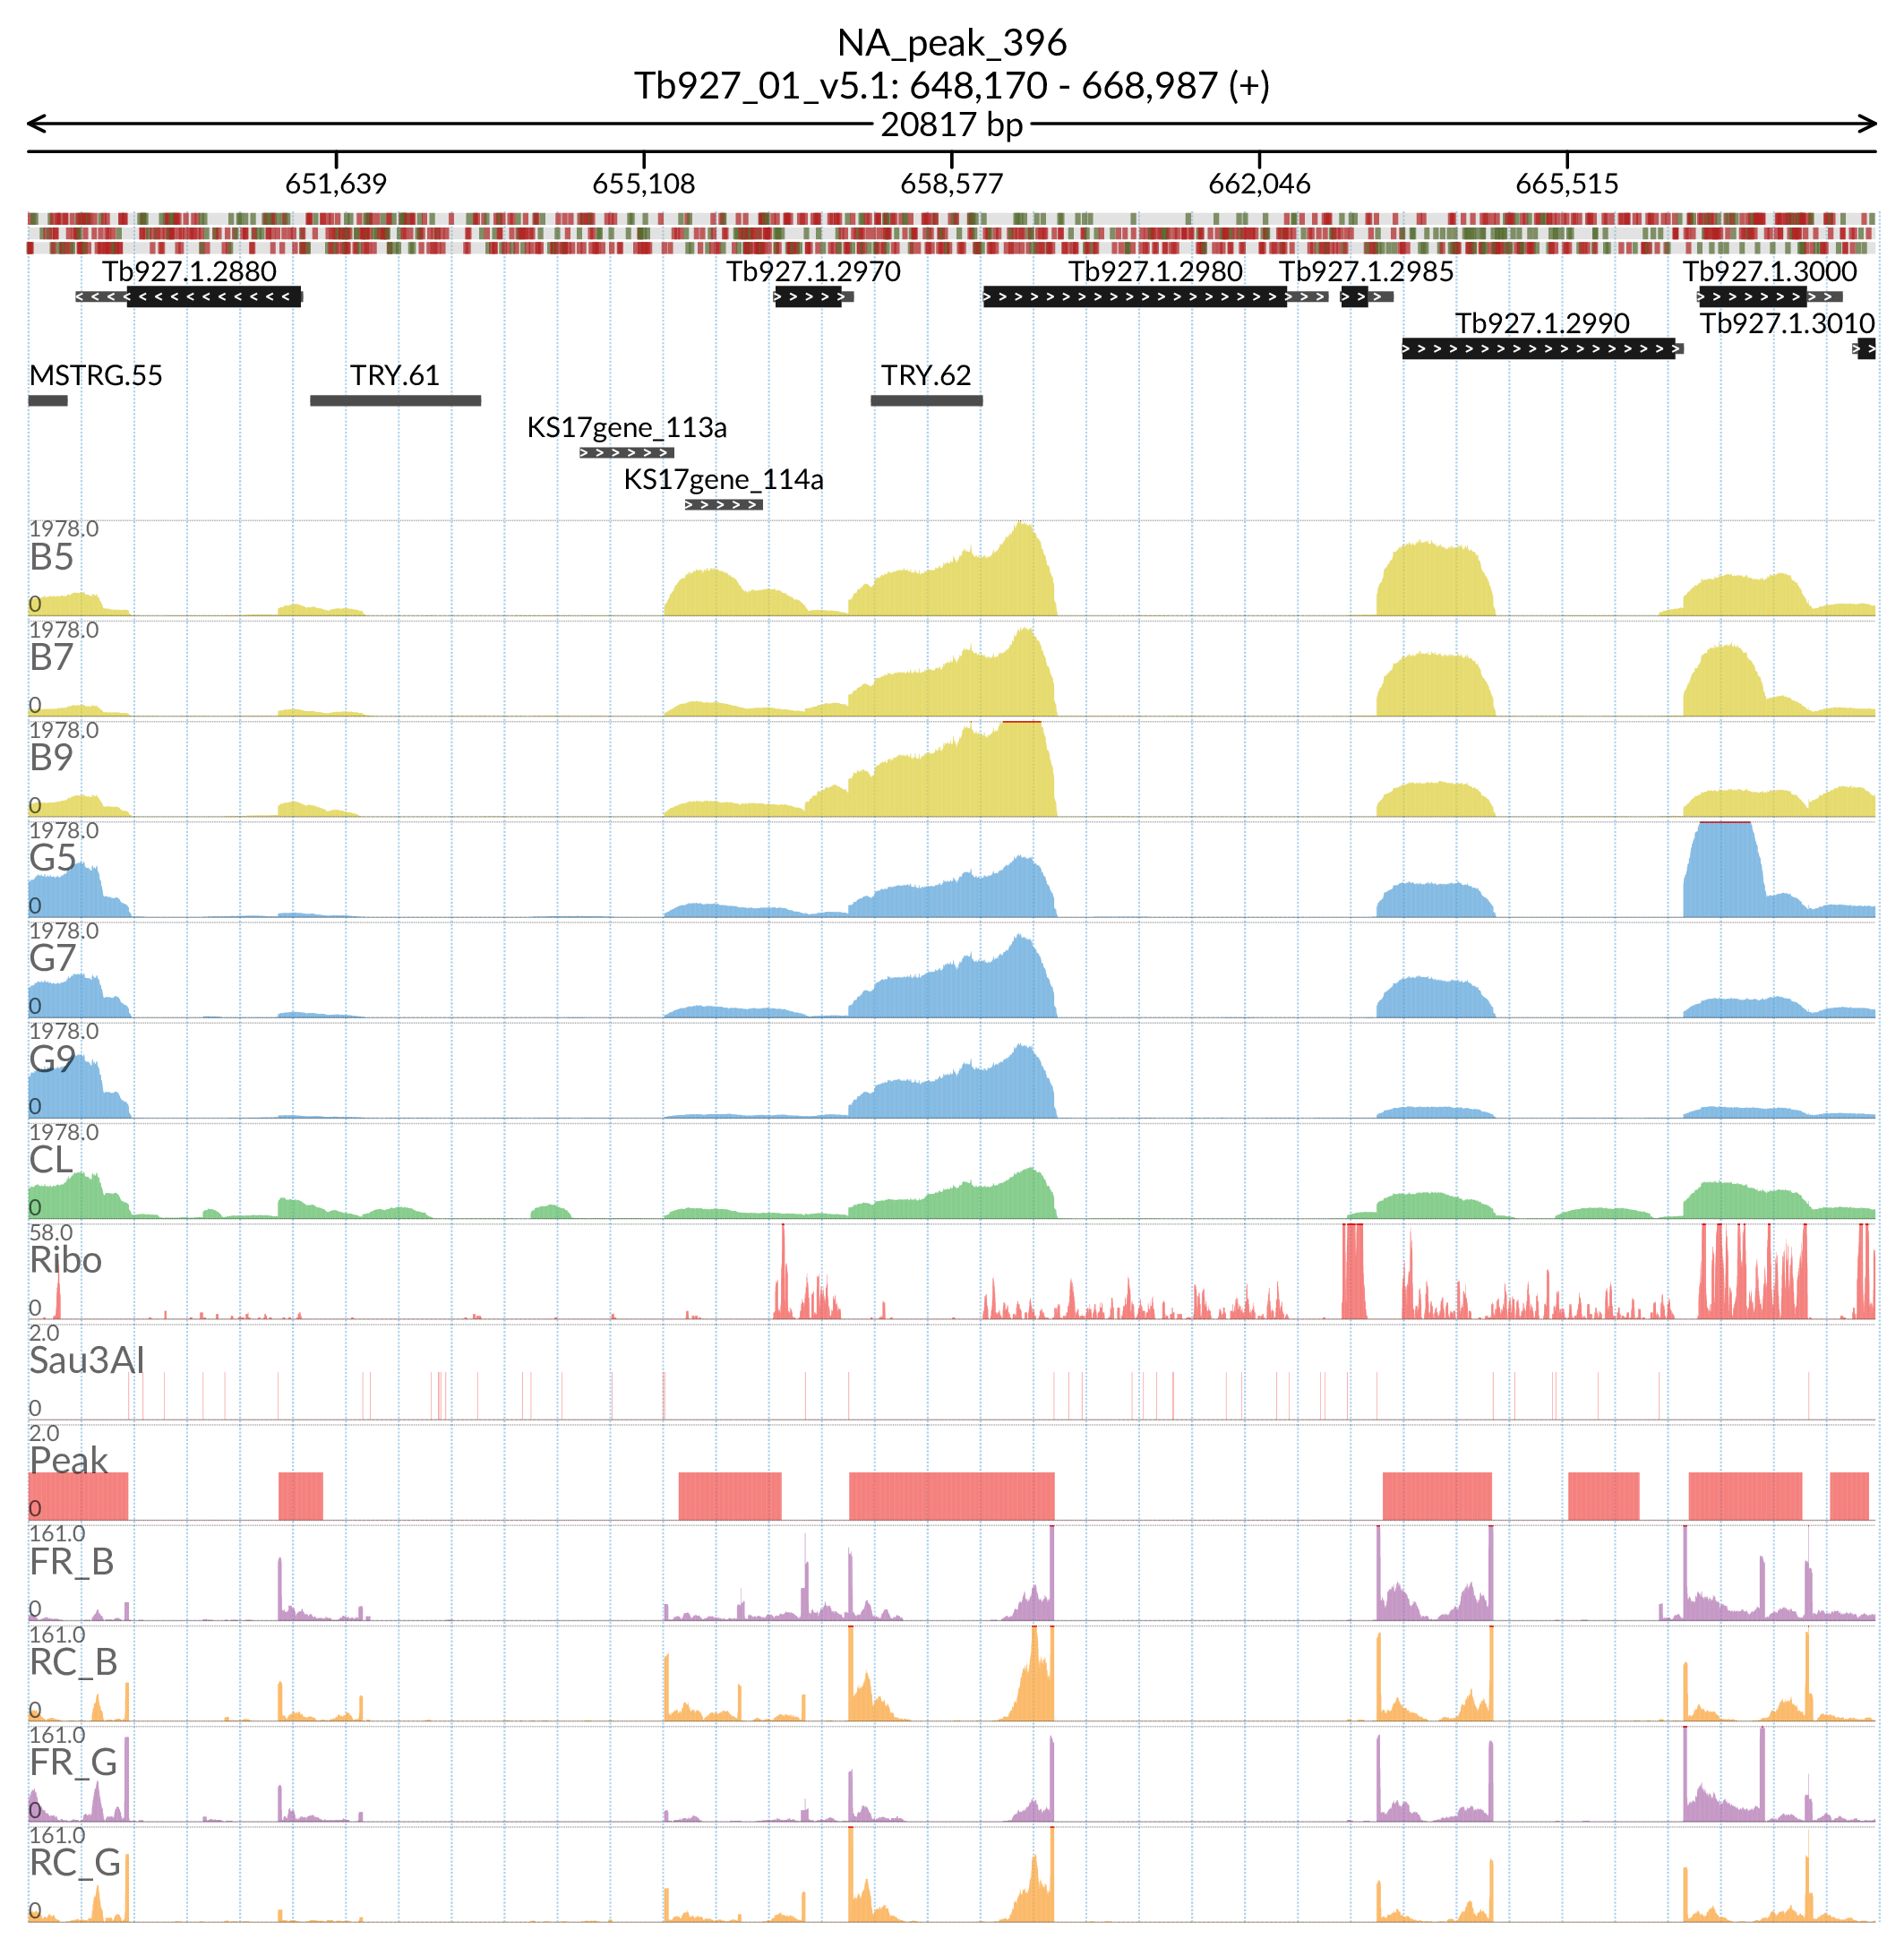 NA_peak_396
Tb927_01_v5.1: 648,170 - 668,987 (+)
20817 bp
651,639 655,108 658,577 662,046 665,515
Tb927.1.2880 Tb927.1.2970 Tb927.1.2980 Tb927.1.2985 Tb927.1.3000
Tb927.1.2990 Tb927.1.3010
MSTRG.55 TRY.61 TRY.62
KS17gene_113a
KS17gene_114a
1978.0
B5
0
1978.0
B7
0
1978.0
B9
0
1978.0
G5
0
1978.0
G7
0
1978.0
G9
0
1978.0
CL
0
58.0
Ribo
0
2.0
Sau3AI
0
2.0
Peak
0
161.0
FR_B
0
161.0
RC_B
0
161.0
FR_G
0
161.0
RC_G
0